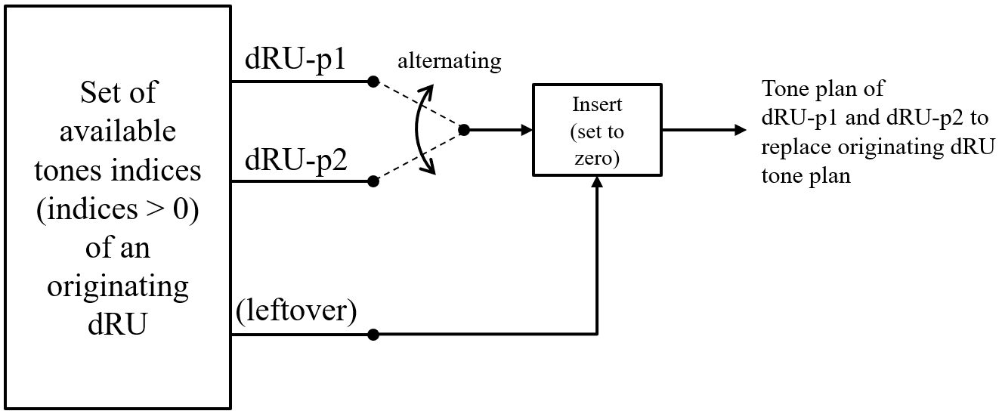 Set of
available
tones indices
(indices > 0)
of an
originating
dRU
dRU-p1
dRU-p2
(leftover)
alternating
Insert
(set to
zero)
Tone plan of
dRU-p1 and dRU-p2 to
replace originating dRU
tone plan